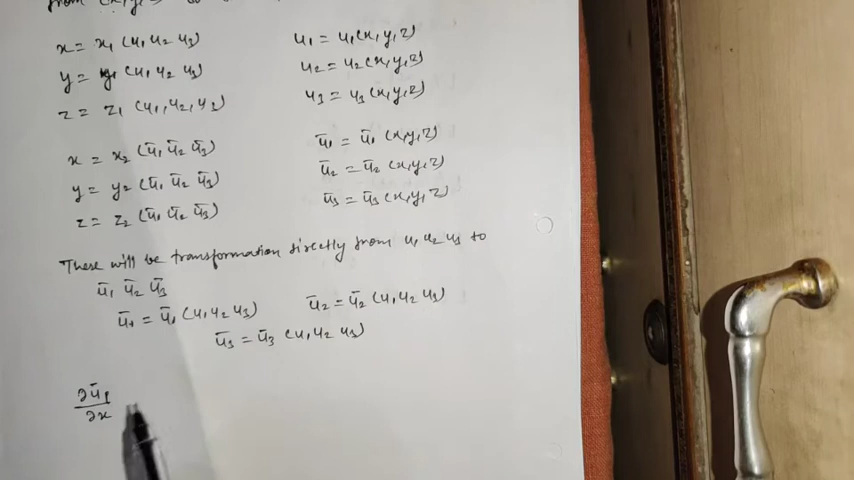 from (x, y,
x = x₁ (u₁ u₂ u₃) u₁ = u₁(x,y,z)
y = y₁ (u₁ u₂ u₃) u₂ = u₂(x,y,z)
z = z₁ (u₁, u₂, u₃) u₃ = u₃(x,y,z)
x = x₂ (ū₁ ū₂ ū₃) ū₁ = ū₁ (x,y,z)
y = y₂ (ū₁ ū₂ ū₃) ū₂ = ū₂ (x,y,z)
z = z₂ (ū₁ ū₂ ū₃) ū₃ = ū₃ (x,y,z)
These will be transformation directly from u₁ u₂ u₃ to
ū₁ ū₂ ū₃
ū₁ = ū₁ (u₁ u₂ u₃) ū₂ = ū₂ (u₁ u₂ u₃)
ū₃ = ū₃ (u₁ u₂ u₃)
∂ū₁
∂x